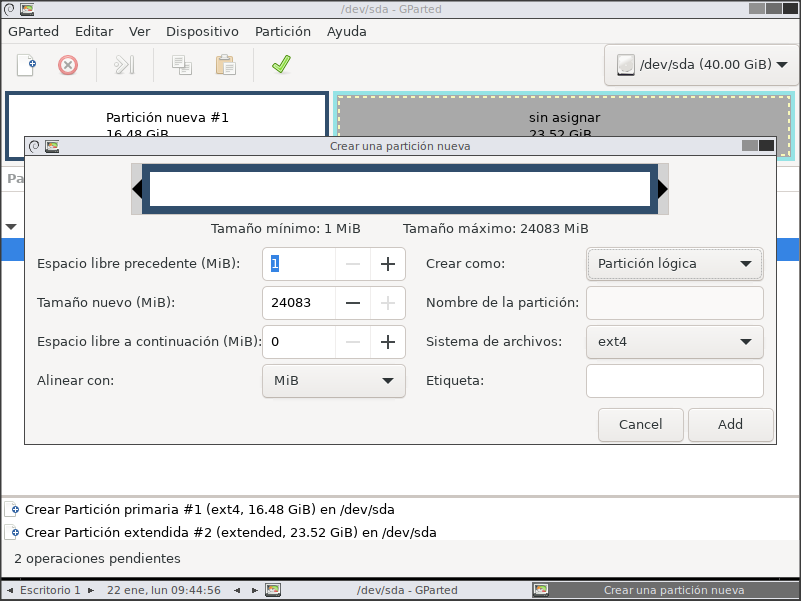 /dev/sda - GParted
GParted Editar Ver Dispositivo Partición Ayuda
/dev/sda (40.00 GiB)
Partición nueva #1
16.48 GiB
sin asignar
23.52 GiB
Pa
Crear una partición nueva
Tamaño mínimo: 1 MiB Tamaño máximo: 24083 MiB
Espacio libre precedente (MiB): 1 Crear como: Partición lógica
Tamaño nuevo (MiB): 24083 Nombre de la partición:
Espacio libre a continuación (MiB): 0 Sistema de archivos: ext4
Alinear con: MiB Etiqueta:
Cancel Add
Crear Partición primaria #1 (ext4, 16.48 GiB) en /dev/sda
Crear Partición extendida #2 (extended, 23.52 GiB) en /dev/sda
2 operaciones pendientes
Escritorio 1 22 ene, lun 09:44:56 /dev/sda - GParted Crear una partición nueva